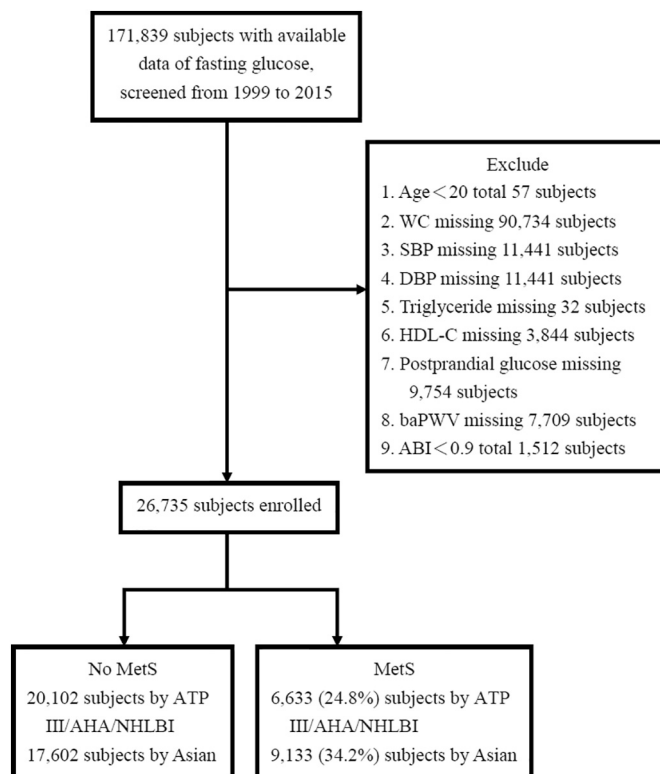 171,839 subjects with available
data of fasting glucose,
screened from 1999 to 2015
Exclude
1. Age<20 total 57 subjects
2. WC missing 90,734 subjects
3. SBP missing 11,441 subjects
4. DBP missing 11,441 subjects
5. Triglyceride missing 32 subjects
6. HDL-C missing 3,844 subjects
7. Postprandial glucose missing
9,754 subjects
8. baPWV missing 7,709 subjects
9. ABI<0.9 total 1,512 subjects
26,735 subjects enrolled
No MetS
20,102 subjects by ATP
III/AHA/NHLBI
17,602 subjects by Asian
MetS
6,633 (24.8%) subjects by ATP
III/AHA/NHLBI
9,133 (34.2%) subjects by Asian